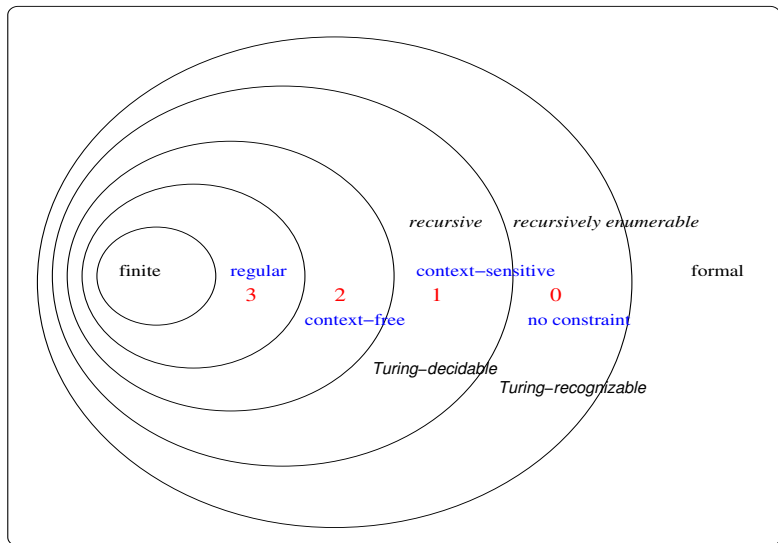 recursive recursively enumerable
finite regular context−sensitive formal
3 2 1 0
context−free no constraint
Turing−decidable
Turing−recognizable